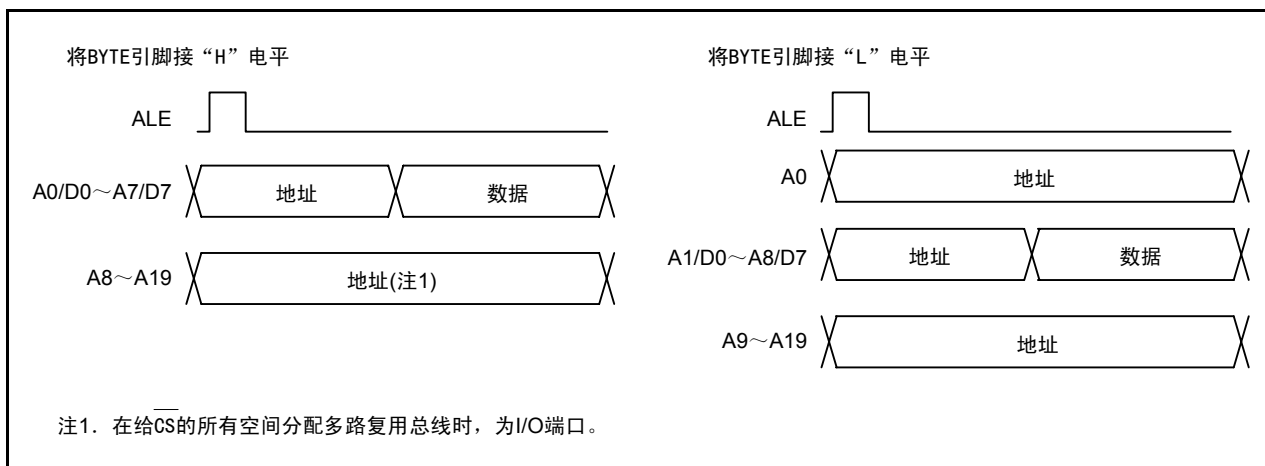 将BYTE引脚接“H”电平
ALE
A0/D0～A7/D7
地址
数据
A8～A19
地址(注1)
将BYTE引脚接“L”电平
ALE
A0
地址
A1/D0～A8/D7
地址
数据
A9～A19
地址
注1. 在给C̅S̅的所有空间分配多路复用总线时，为I/O端口。